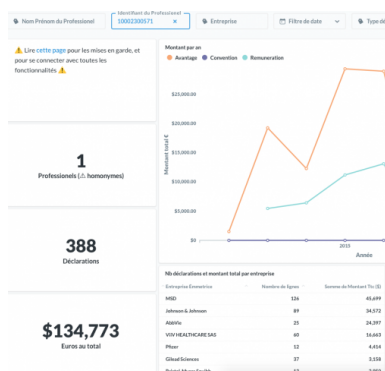 Nom Prénom du Professionel
Identifiant du Professionel
10002300571 ×
Entreprise
Filtre de date
Type
⚠ Lire cette page pour les mises en garde, et
pour se connecter avec toutes les
fonctionnalités ⚠
1
Professionels (⚠ homonymes)
388
Déclarations
$134,773
Euros au total
Montant par an
Avantage Convention Remuneration
Montant total €
$25,000.00
$20,000.00
$15,000.00
$10,000.00
$5,000.00
$0
2015
Année
Nb déclarations et montant total par entreprise
Entreprise Émmetrice Nombre de lignes Somme de Montant Ttc ($)
MSD 126 45,699
Johnson & Johnson 89 34,572
AbbVie 25 24,397
VIIV HEALTHCARE SAS 60 16,663
Pfizer 12 4,414
Gilead Sciences 37 3,158